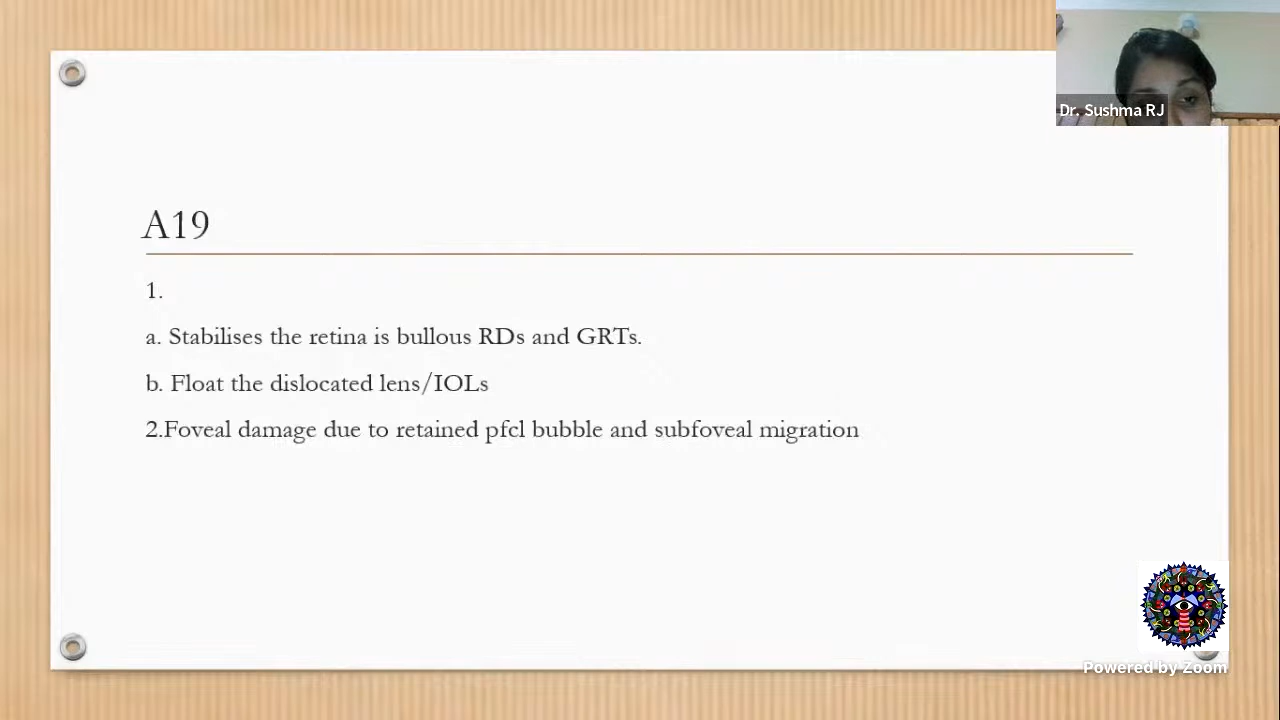 Dr. Sushma RJ
A19
1.
a. Stabilises the retina is bullous RDs and GRTs.
b. Float the dislocated lens/IOLs
2.Foveal damage due to retained pfcl bubble and subfoveal migration
Powered by Zoom